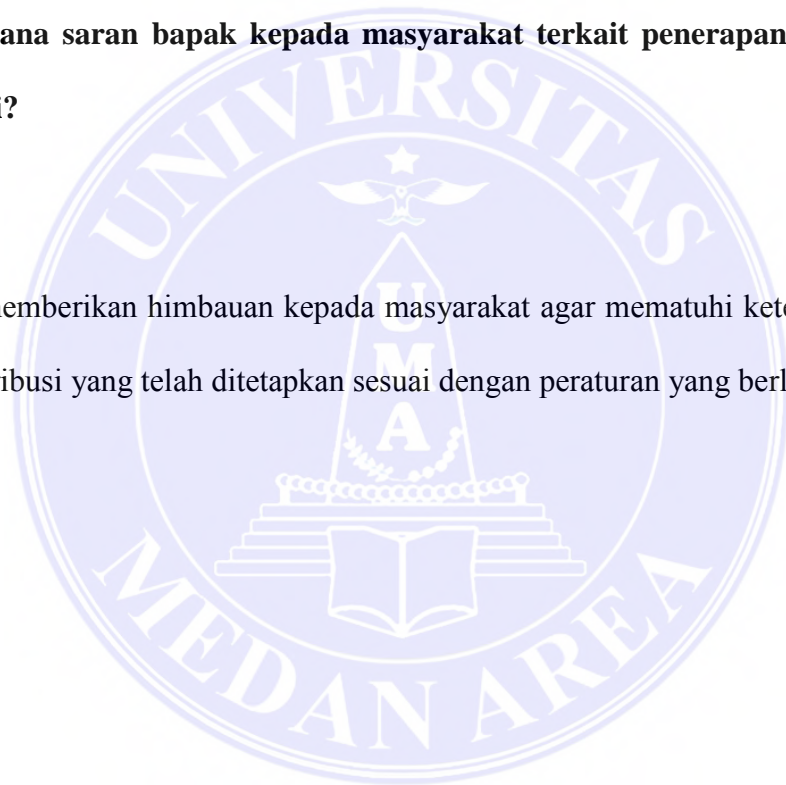 ana saran bapak kepada masyarakat terkait penerapan
i?
UNIVERSITAS
emberikan himbauan kepada masyarakat agar mematuhi kete
U
ibusi yang telah ditetapkan sesuai dengan peraturan yang berl
M
A
MEDAN AREA